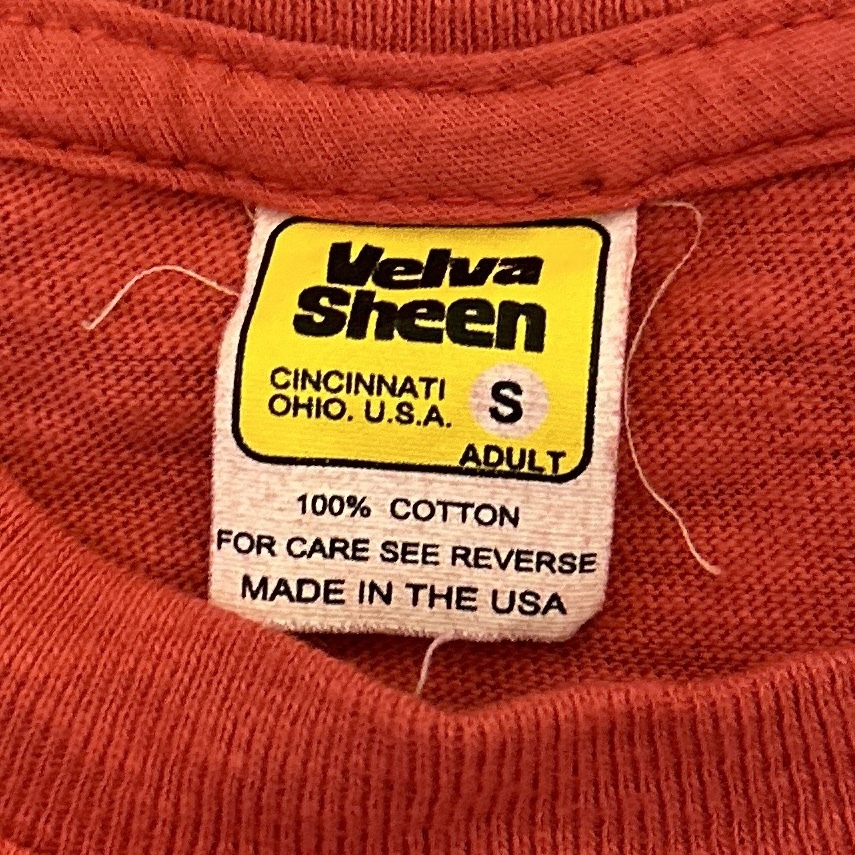 Velva
Sheen
CINCINNATI
OHIO. U.S.A.
S
ADULT
100% COTTON
FOR CARE SEE REVERSE
MADE IN THE USA